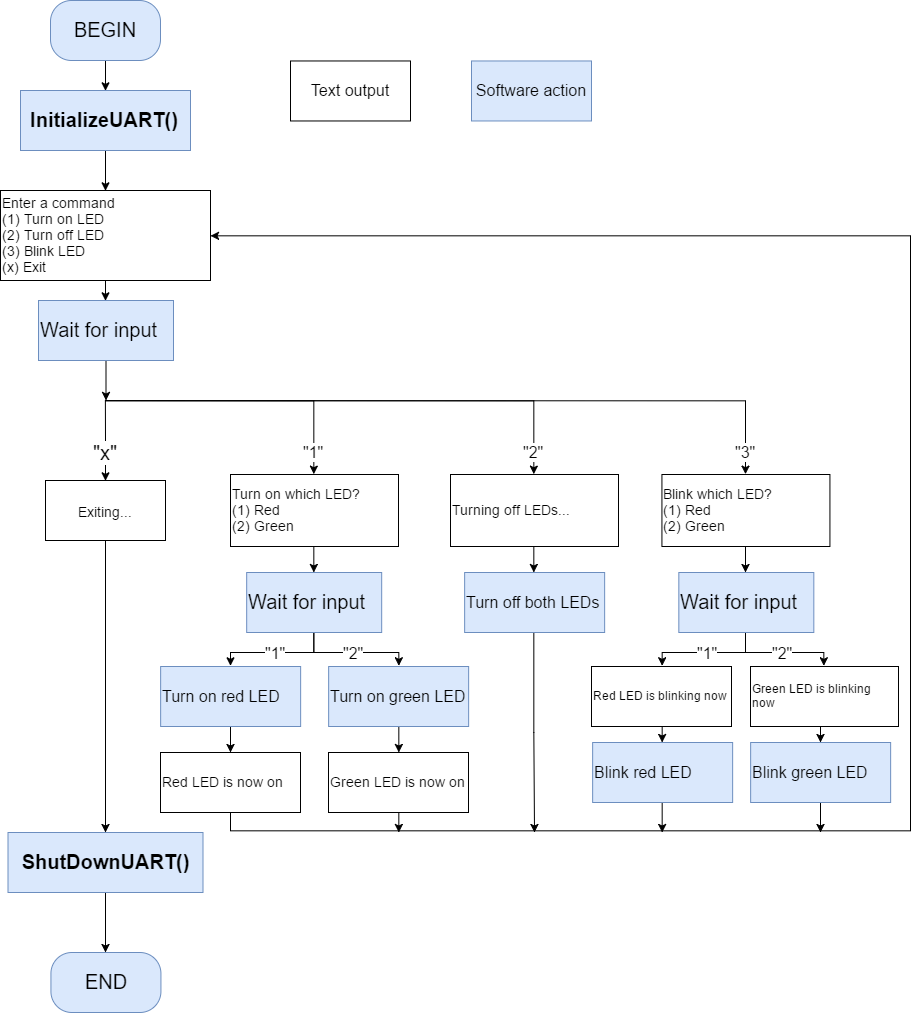 BEGIN
Text output
Software action
InitializeUART()
Enter a command
(1) Turn on LED
(2) Turn off LED
(3) Blink LED
(x) Exit
Wait for input
"x"
"1"
"2"
"3"
Exiting...
Turn on which LED?
(1) Red
(2) Green
Turning off LEDs...
Blink which LED?
(1) Red
(2) Green
Wait for input
Turn off both LEDs
Wait for input
"1"
"2"
"1"
"2"
Turn on red LED
Turn on green LED
Red LED is blinking now
Green LED is blinking
now
Red LED is now on
Green LED is now on
Blink red LED
Blink green LED
ShutDownUART()
END